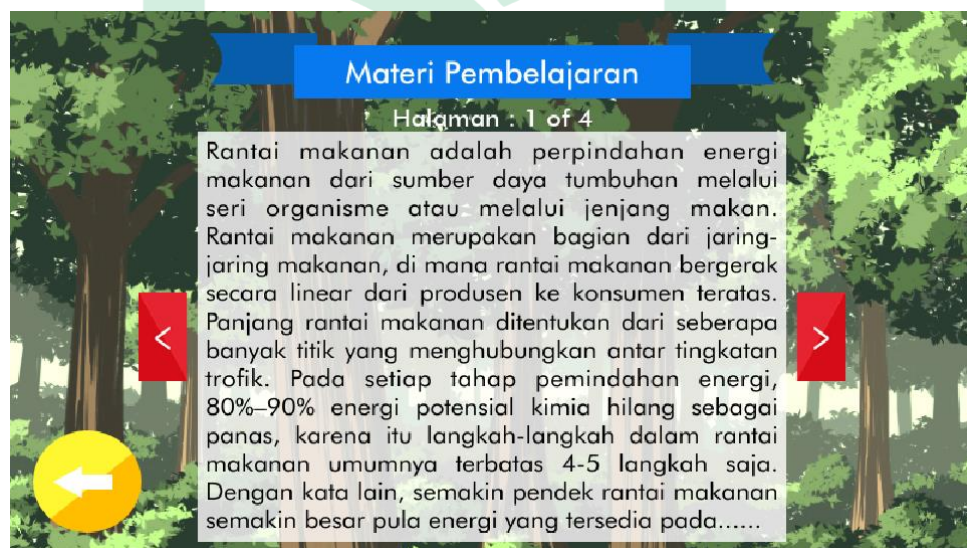 Materi Pembelajaran
Halaman : 1 of 4
Rantai makanan adalah perpindahan energi
makanan dari sumber daya tumbuhan melalui
seri organisme atau melalui jenjang makan.
Rantai makanan merupakan bagian dari jaring-
jaring makanan, di mana rantai makanan bergerak
secara linear dari produsen ke konsumen teratas.
Panjang rantai makanan ditentukan dari seberapa
banyak titik yang menghubungkan antar tingkatan
trofik. Pada setiap tahap pemindahan energi,
80%–90% energi potensial kimia hilang sebagai
panas, karena itu langkah-langkah dalam rantai
makanan umumnya terbatas 4-5 langkah saja.
Dengan kata lain, semakin pendek rantai makanan
semakin besar pula energi yang tersedia pada......